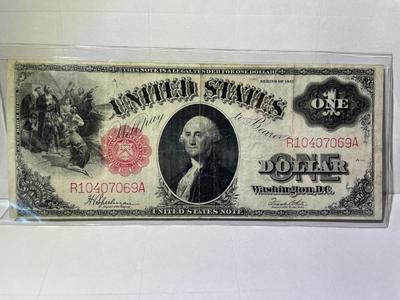 THIS NOTE IS A LEGAL TENDER FOR ONE DOLLAR
SERIES OF 1917
UNITED STATES
Will pay to Bearer
ONE
R10407069A
ONE
DOLLAR
Washington, D.C.
R10407069A
UNITED STATES NOTE